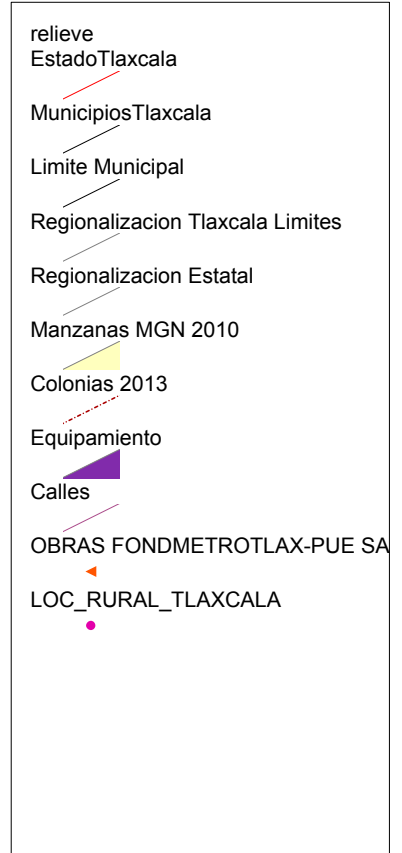 relieve
EstadoTlaxcala
MunicipiosTlaxcala
Limite Municipal
Regionalizacion Tlaxcala Limites
Regionalizacion Estatal
Manzanas MGN 2010
Colonias 2013
Equipamiento
Calles
OBRAS FONDMETROTLAX-PUE SA
LOC_RURAL_TLAXCALA